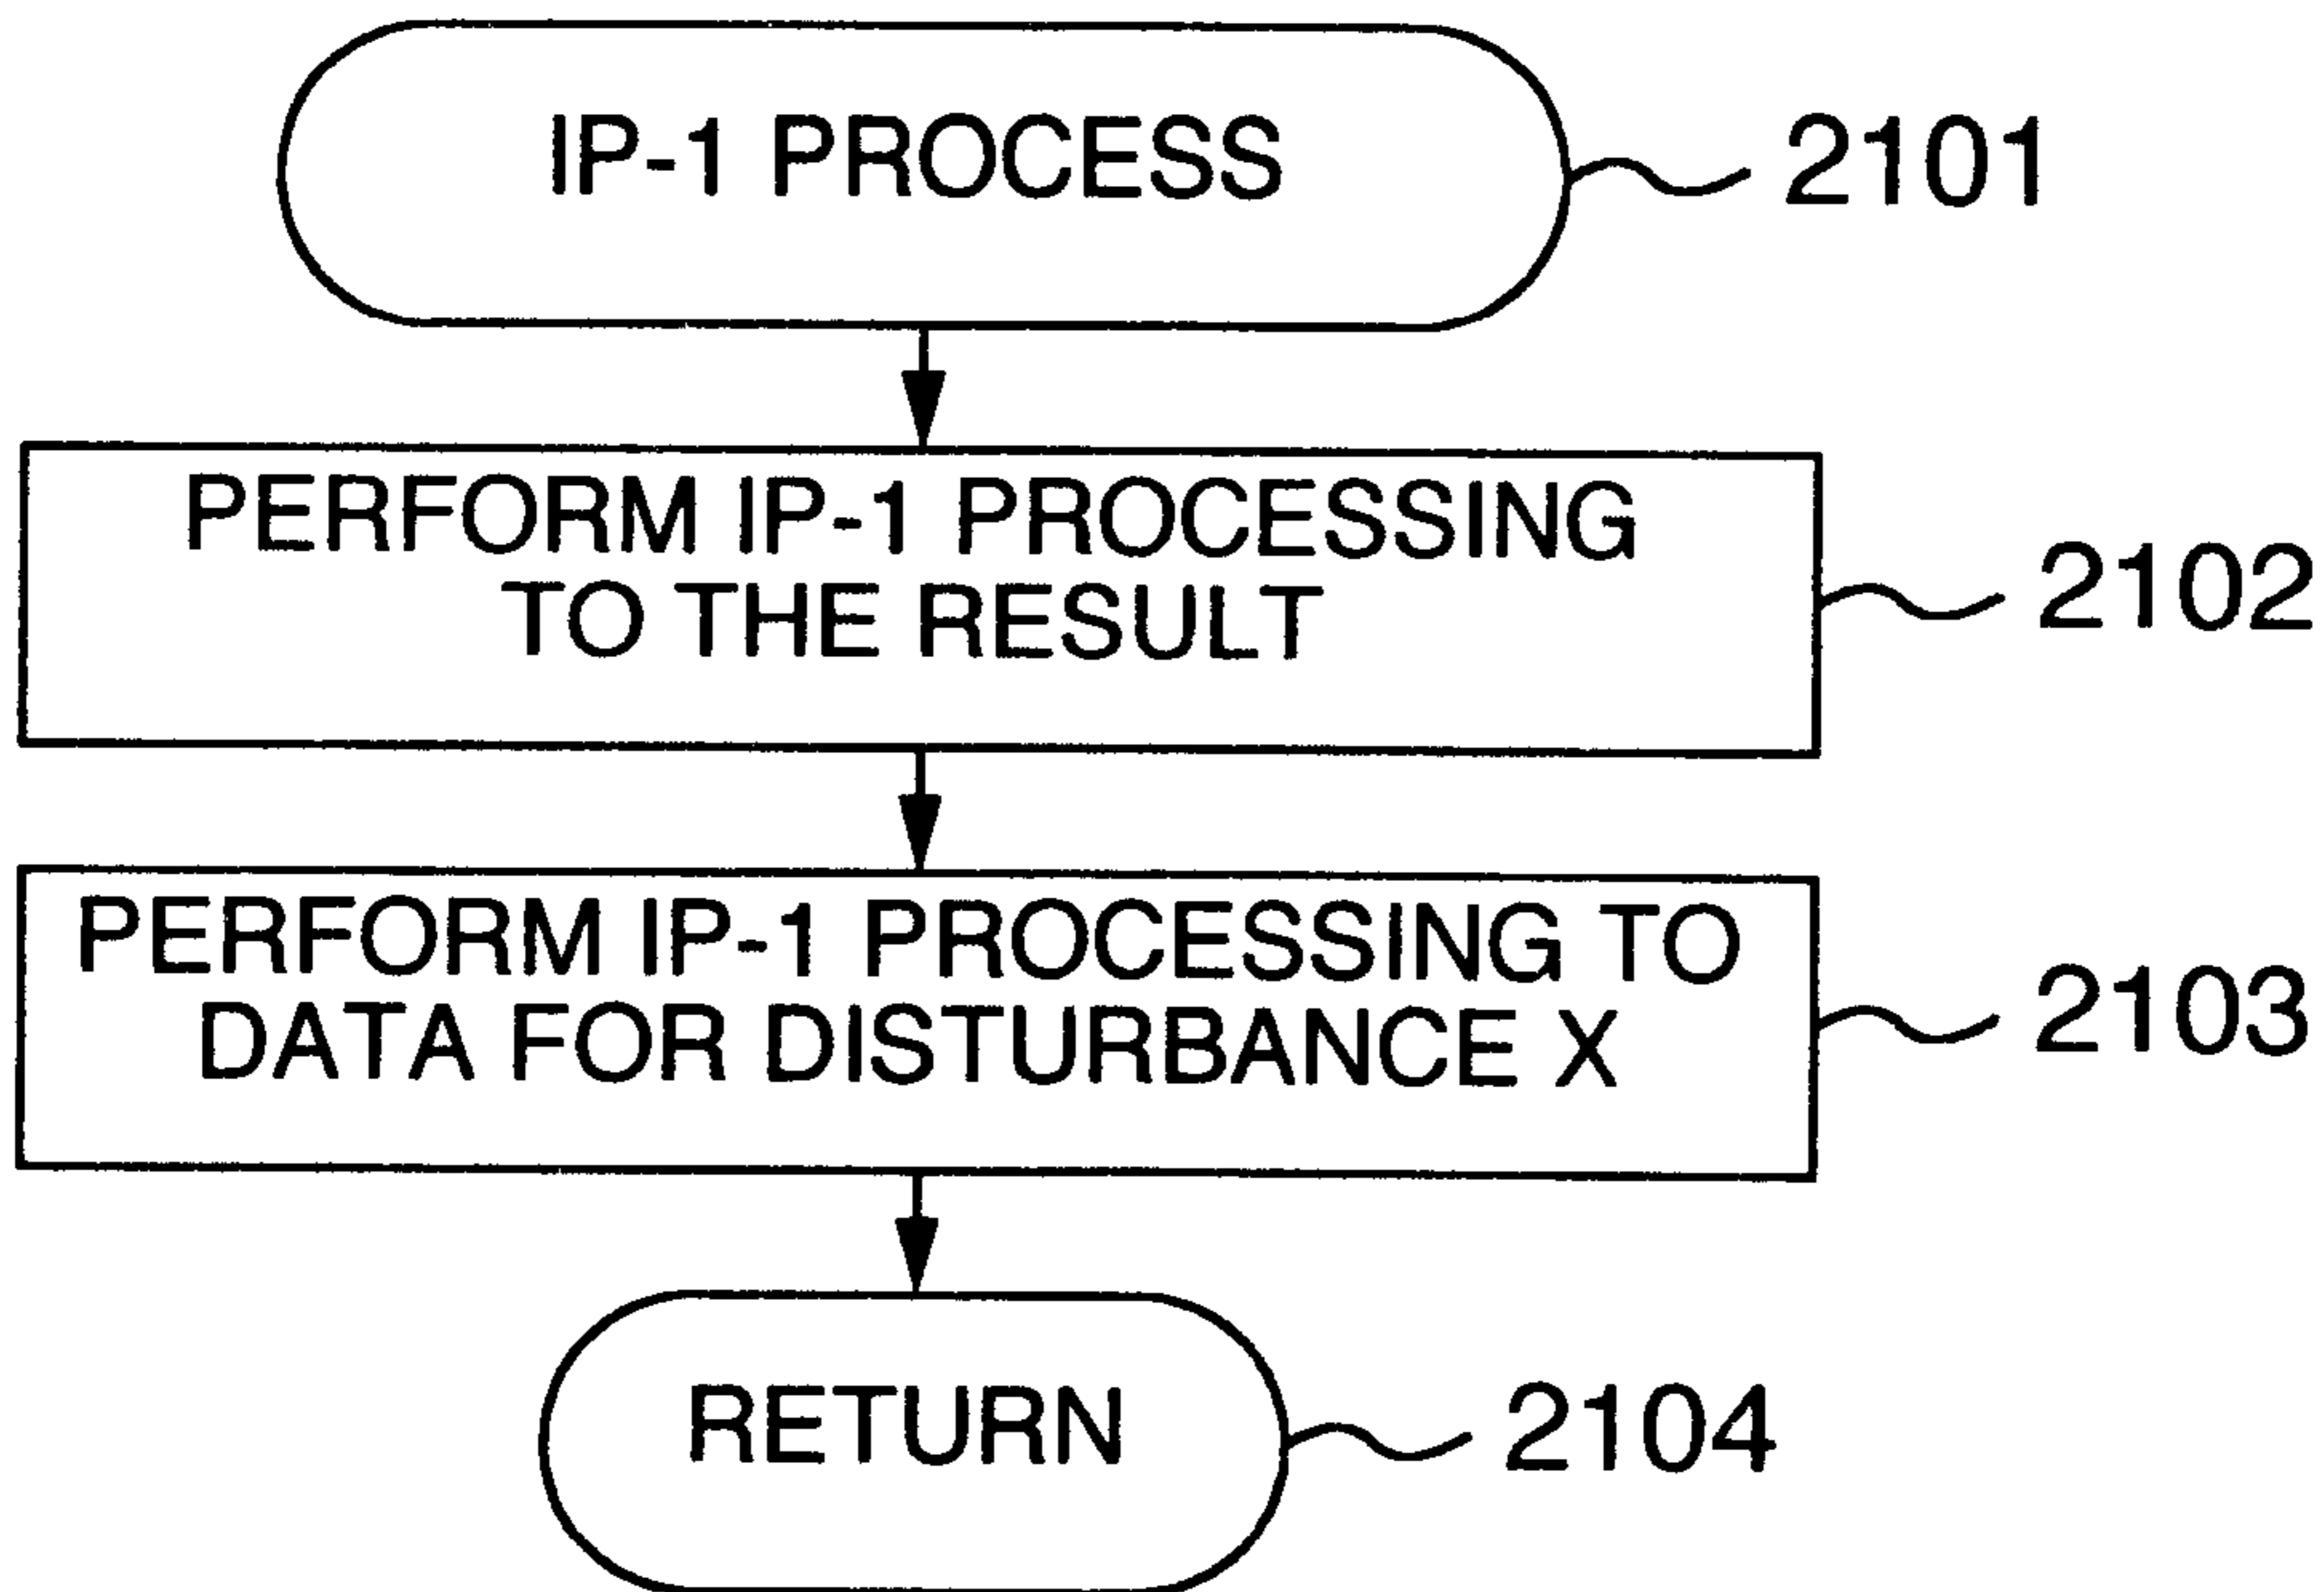 IP-1 PROCESS
2101
PERFORM IP-1 PROCESSING
TO THE RESULT
2102
PERFORM IP-1 PROCESSING TO
DATA FOR DISTURBANCE X
2103
RETURN
2104